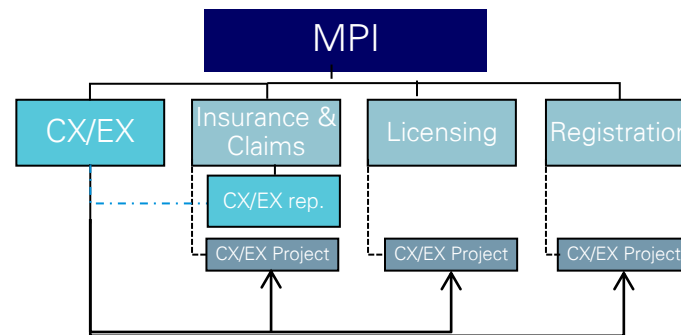 MPI
CX/EX
Insurance &
Claims
Licensing
Registration
CX/EX rep.
CX/EX Project
CX/EX Project
CX/EX Project